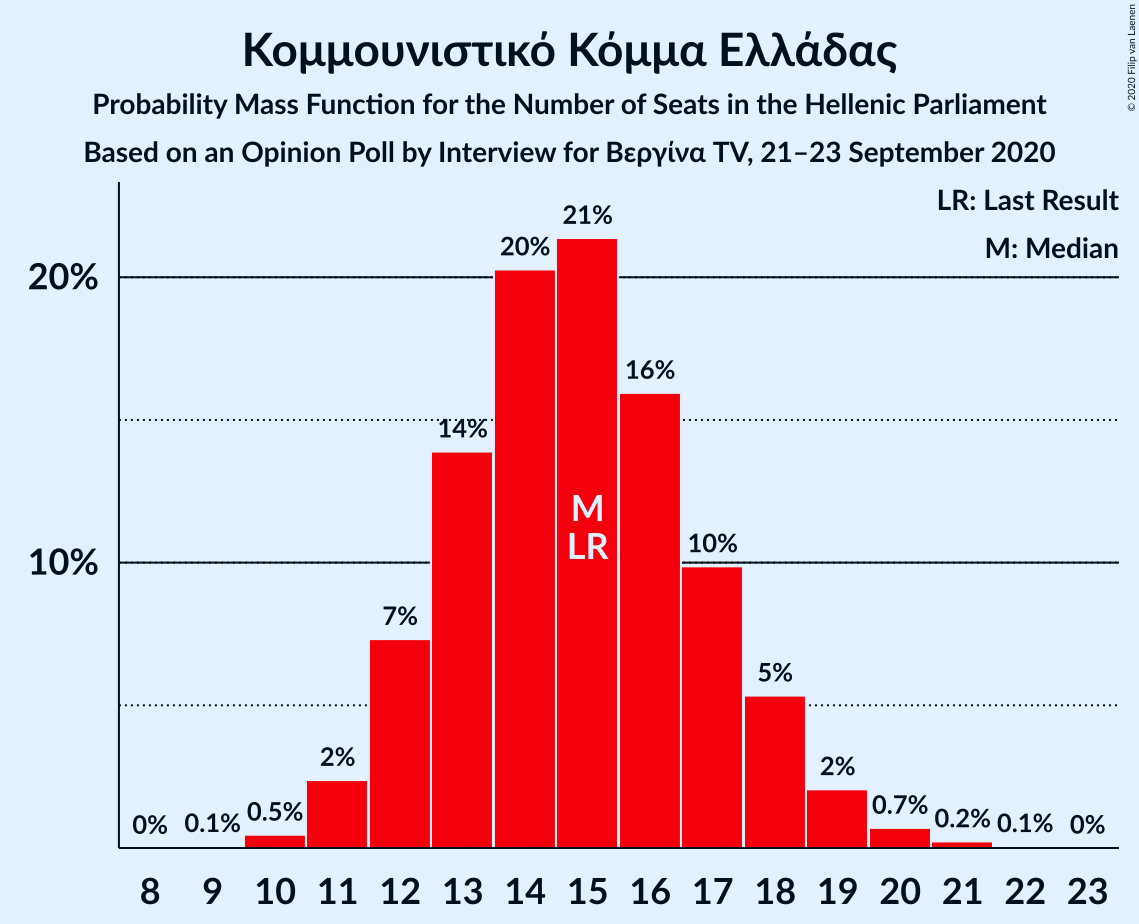 Κομμουνιστικό Κόμμα Ελλάδας
Probability Mass Function for the Number of Seats in the Hellenic Parliament
Based on an Opinion Poll by Interview for Βεργίνα TV, 21–23 September 2020
© 2020 Filip van Laenen
LR: Last Result
M: Median
20%
10%
0%
0.1%
0.5%
2%
7%
14%
20%
21%
16%
10%
5%
2%
0.7%
0.2%
0.1%
0%
M
LR
8 9 10 11 12 13 14 15 16 17 18 19 20 21 22 23